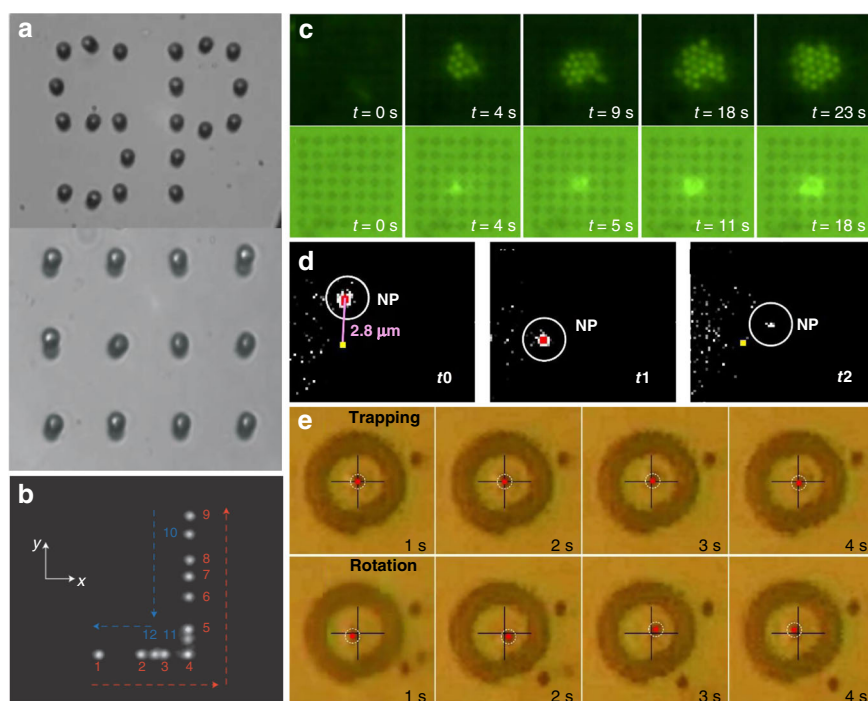 a
b
y
x
9
10
8
7
6
5
12 11
1 2 3 4
c
t = 0 s t = 4 s t = 9 s t = 18 s t = 23 s
t = 0 s t = 4 s t = 5 s t = 11 s t = 18 s
d
NP NP NP
2.8 µm
t0 t1 t2
e
Trapping
1 s 2 s 3 s 4 s
Rotation
1 s 2 s 3 s 4 s